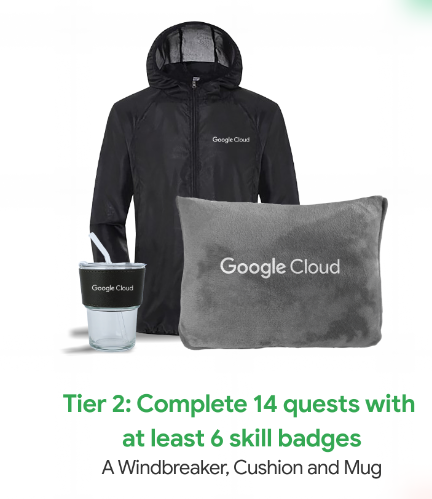 Google Cloud
Google Cloud
Google Cloud
Tier 2: Complete 14 quests with
at least 6 skill badges
A Windbreaker, Cushion and Mug